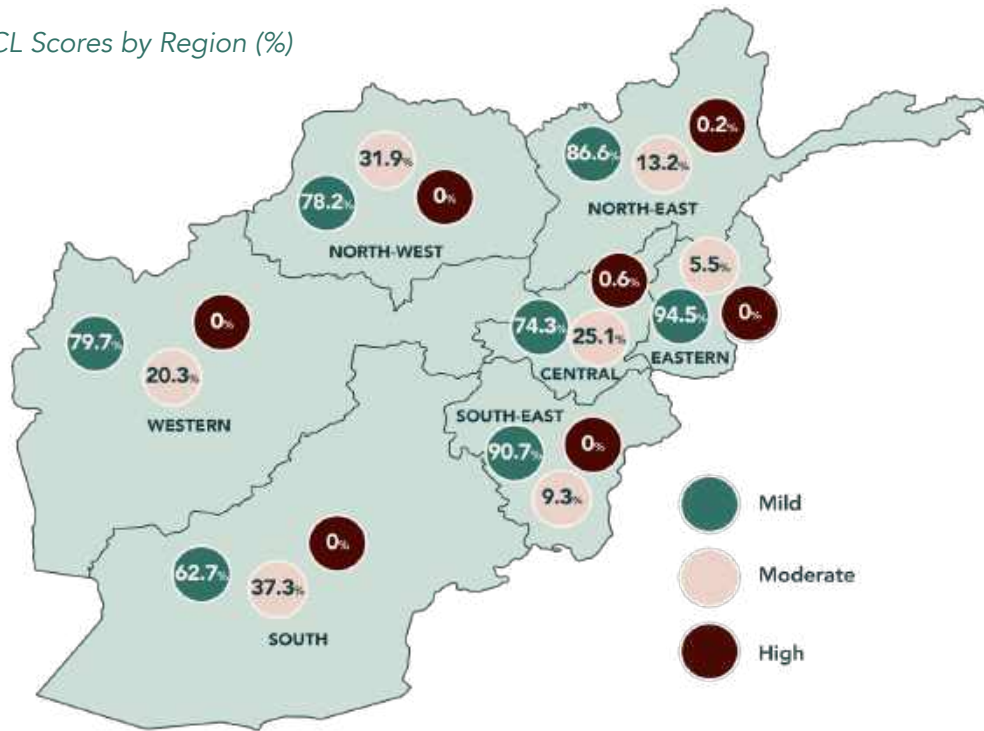 CL Scores by Region (%)
31.9%
78.2%
0%
NORTH-WEST
0.2%
86.6%
13.2%
NORTH-EAST
5.5%
94.5%
0%
EASTERN
0.6%
74.3%
25.1%
CENTRAL
0%
79.7%
20.3%
WESTERN
SOUTH-EAST
0%
90.7%
9.3%
0%
62.7%
37.3%
SOUTH
Mild
Moderate
High